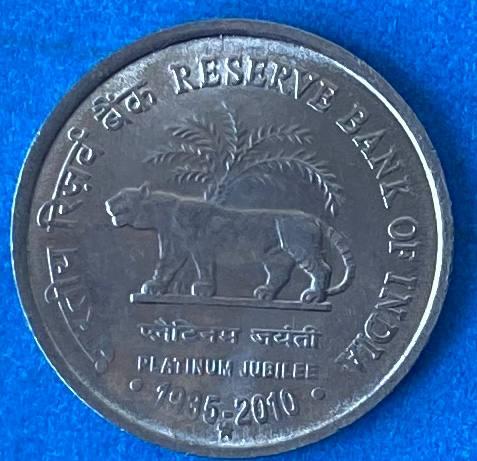 भारतीय रिज़र्व बैंक RESERVE BANK OF INDIA
प्लैटिनम जयंती
PLATINUM JUBILEE
1935-2010